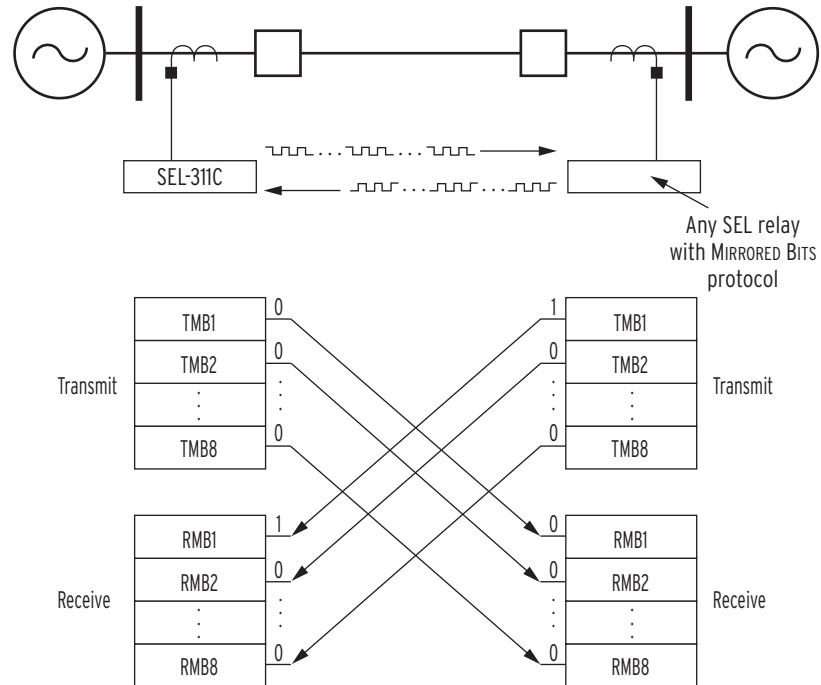 SEL-311C
Any SEL relay
with MIRRORED BITS
protocol
0
1
TMB1
TMB1
0
0
TMB2
TMB2
Transmit
Transmit
0
0
TMB8
TMB8
1
0
RMB1
RMB1
0
0
RMB2
RMB2
Receive
Receive
0
0
RMB8
RMB8